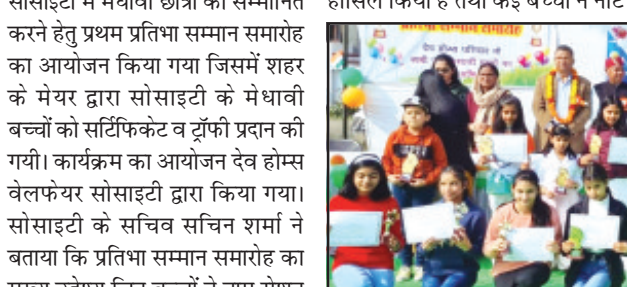 सोसाइटी में मेधावी छात्रों को सम्मानित
करने हेतु प्रथम प्रतिभा सम्मान समारोह
का आयोजन किया गया जिसमें शहर
के मेयर द्वारा सोसाइटी के मेधावी
बच्चों को सर्टिफिकेट व ट्रॉफी प्रदान की
गयी। कार्यक्रम का आयोजन देव होम्स
वेलफेयर सोसाइटी द्वारा किया गया।
सोसाइटी के सचिव सचिन शर्मा ने
बताया कि प्रतिभा सम्मान समारोह का
हासिल किया है तथा कई बच्चों ने नीट
सम्मान समारोह
देव होम्स परिवार